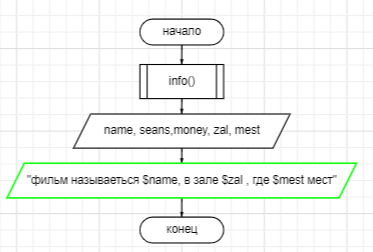 начало
info()
name, seans,money, zal, mest
"фильм называеться $name, в зале $zal , где $mest мест"
конец